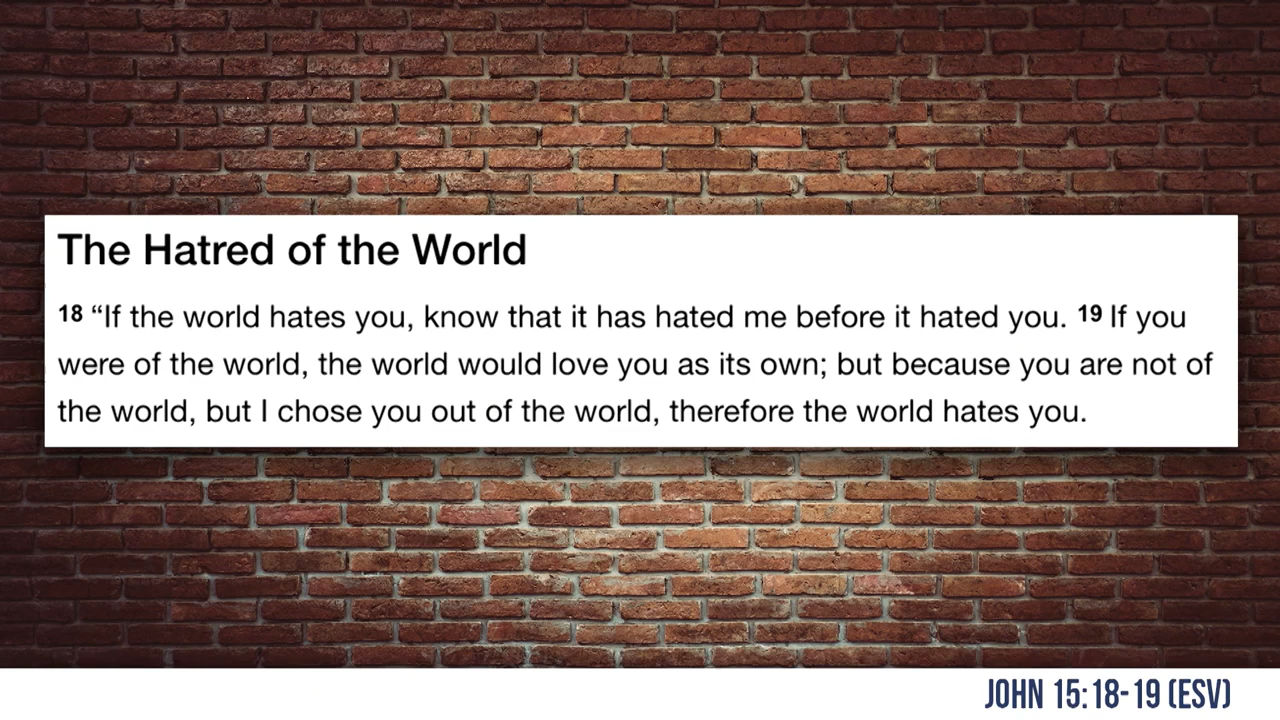 The Hatred of the World
18 “If the world hates you, know that it has hated me before it hated you. 19 If you
were of the world, the world would love you as its own; but because you are not of
the world, but I chose you out of the world, therefore the world hates you.
JOHN 15:18-19 (ESV)